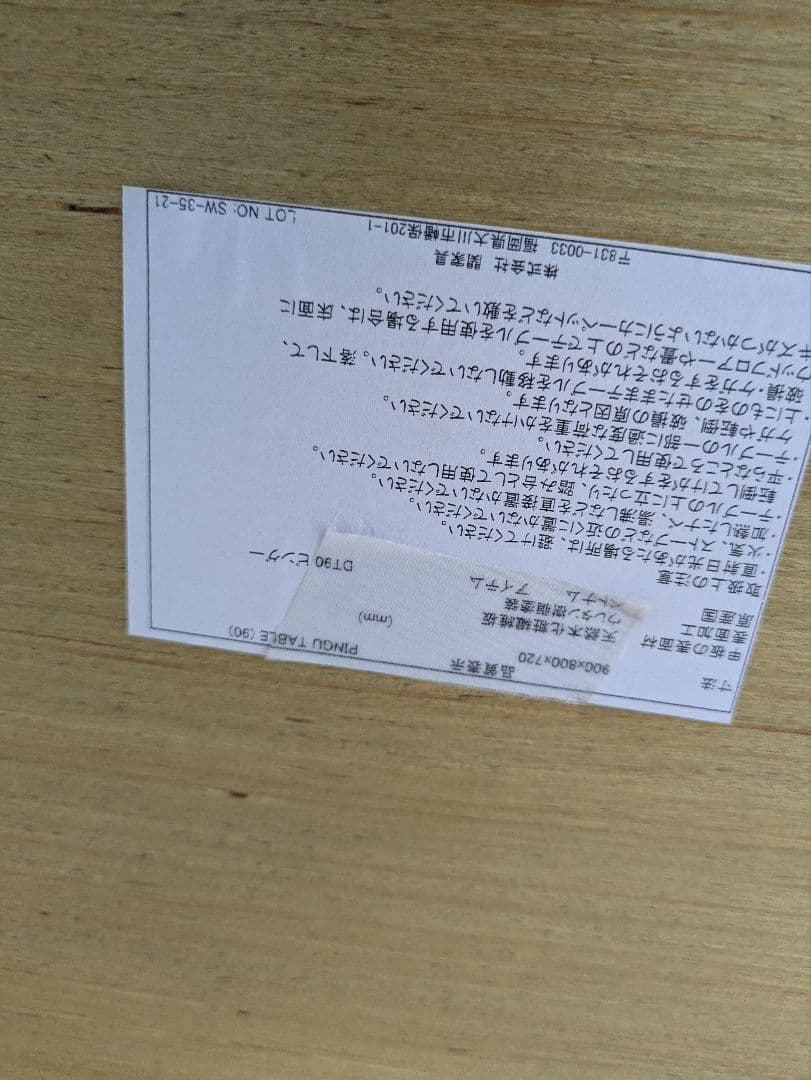 品質表示
PINGU TABLE (90)
寸法 900x800x720 (mm)
甲板の表面材 天然木化粧繊維板
表面加工 ウレタン樹脂塗装
原産国 ベトナム アイテム DT90 ピングー
取扱上の注意
・直射日光があたる場所は、避けてください。
・火気、ストーブなどの近くに置かないでください。
・加熱したナベ、湯沸しなどを直接置かないでください。
・テーブルの上に立ったり、踏み台として使用しないでください。
転倒してけがをするおそれがあります。
・平らなところで使用してください。
・テーブルの一部に過度な荷重をかけないでください。
ケガや転倒、破損の原因となります。
・上にものをのせたままテーブルを移動しないでください。落下して、
破損・ケガをするおそれがあります。
ウッドフロアーや畳などの上でテーブルを使用する場合は、床面に
キズがつかないようにカーペットなどを敷いてください。
株式会社 関家具
〒831-0033 福岡県大川市幡保201-1
LOT NO: SW-35-21